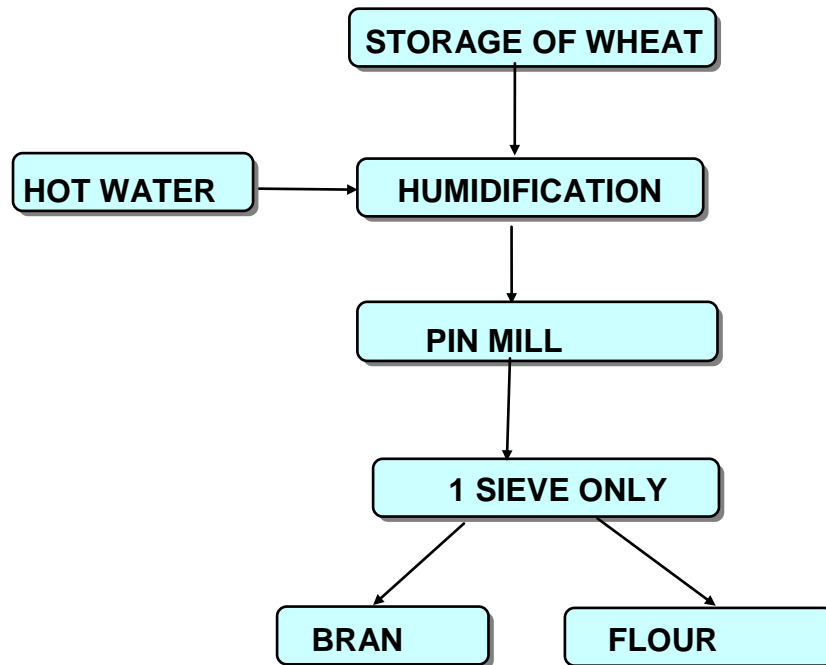 STORAGE OF WHEAT
HOT WATER
HUMIDIFICATION
PIN MILL
1 SIEVE ONLY
BRAN
FLOUR